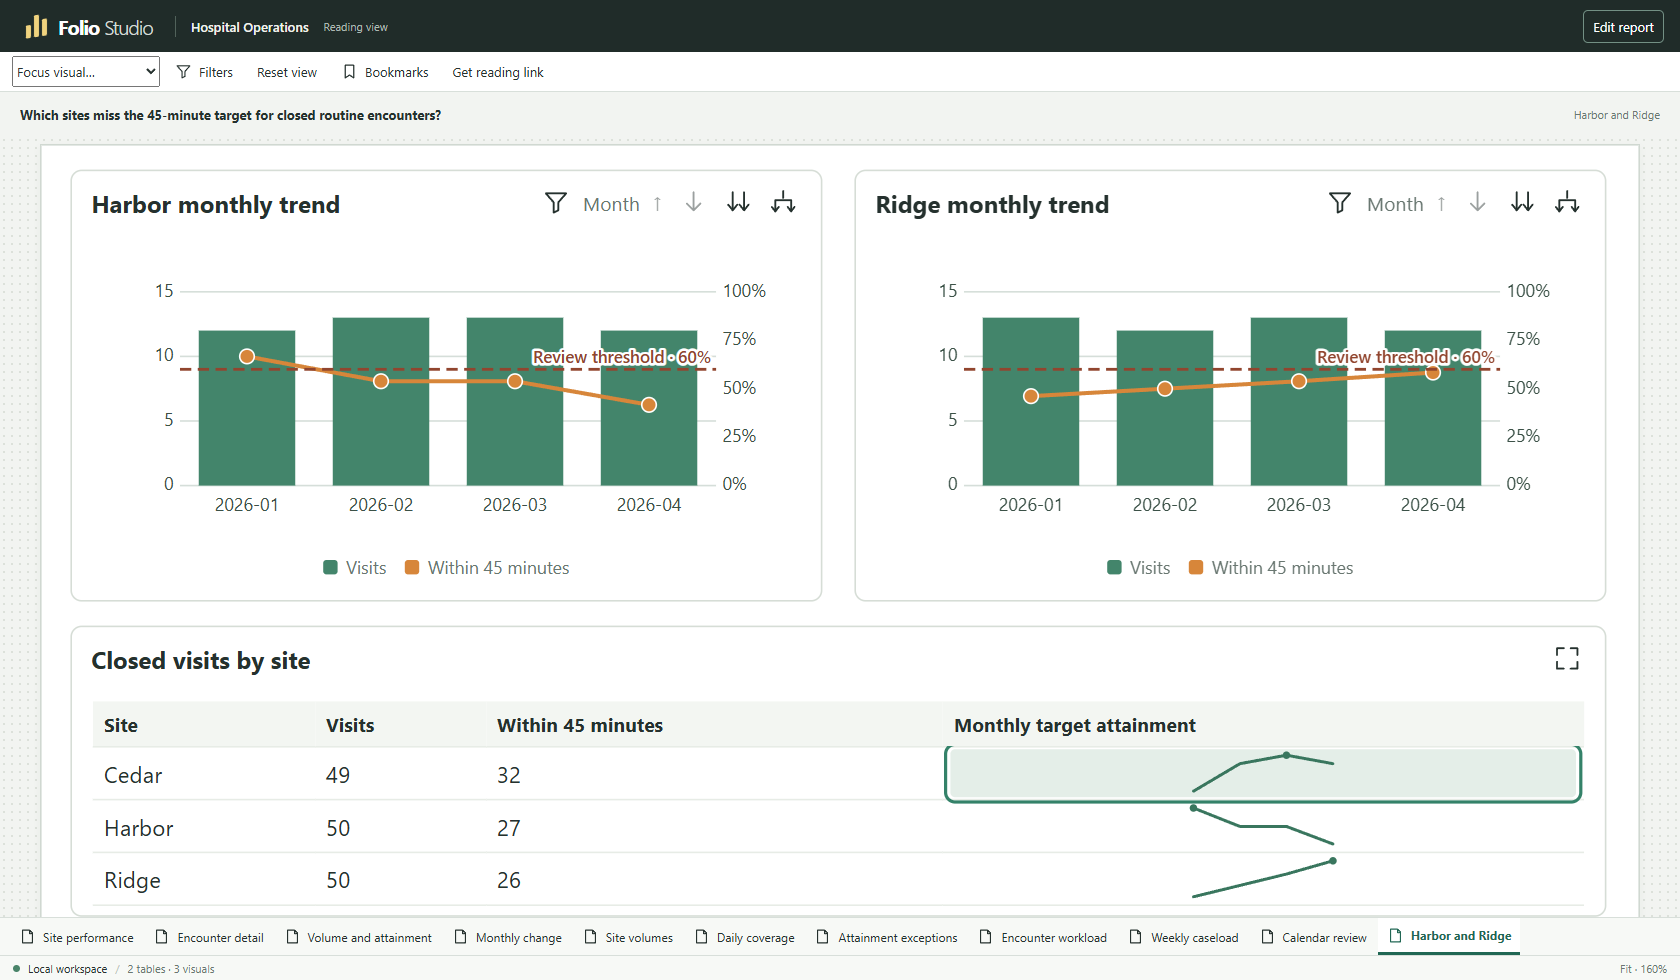 Folio Studio
Hospital Operations
Reading view
Edit report
Focus visual...
Filters
Reset view
Bookmarks
Get reading link
Which sites miss the 45-minute target for closed routine encounters?
Harbor and Ridge
Harbor monthly trend
Month ↑
15
10
5
0
100%
75%
50%
25%
0%
Review threshold • 60%
2026-01
2026-02
2026-03
2026-04
Visits
Within 45 minutes
Ridge monthly trend
Month ↑
15
10
5
0
100%
75%
50%
25%
0%
Review threshold • 60%
2026-01
2026-02
2026-03
2026-04
Visits
Within 45 minutes
Closed visits by site
Site Visits Within 45 minutes Monthly target attainment
Cedar 49 32
Harbor 50 27
Ridge 50 26
Site performance
Encounter detail
Volume and attainment
Monthly change
Site volumes
Daily coverage
Attainment exceptions
Encounter workload
Weekly caseload
Calendar review
Harbor and Ridge
Local workspace / 2 tables · 3 visuals
Fit · 160%